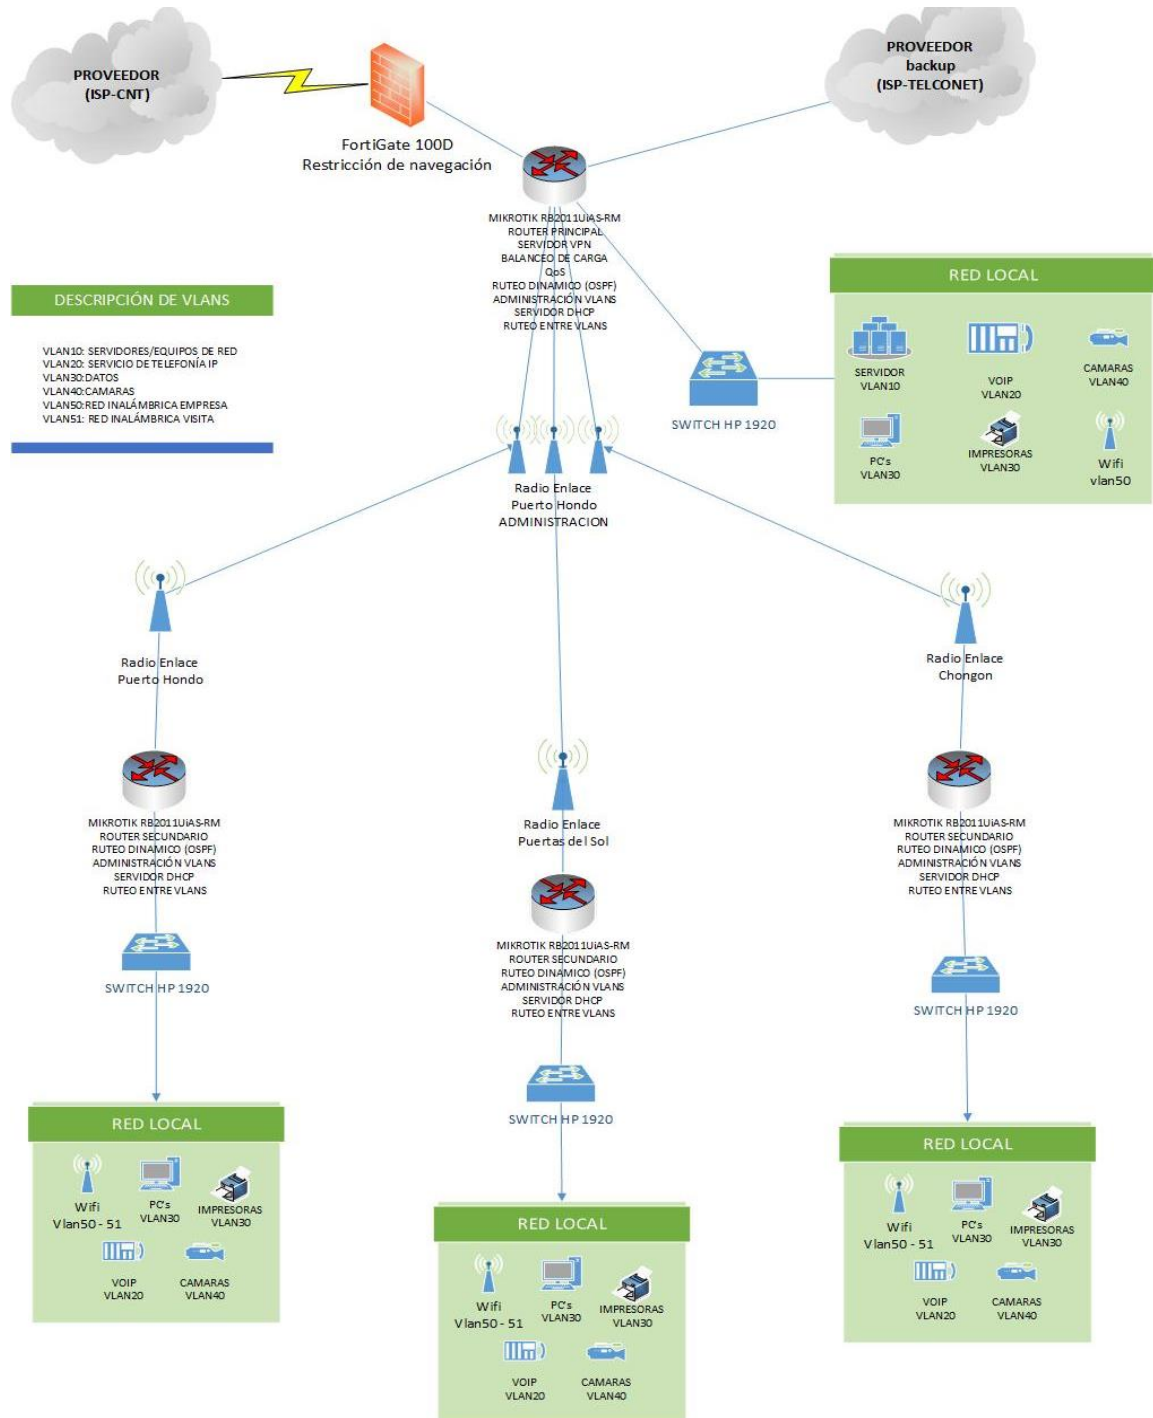 PROVEEDOR
(ISP-CNT)
PROVEEDOR
backup
(ISP-TELCONET)
FortiGate 100D
Restricción de navegación
MIKROTIK RB2011UiAS-RM
ROUTER PRINCIPAL
SERVIDOR VPN
BALANCEO DE CARGA
QoS
RUTEO DINAMICO (OSPF)
ADMINISTRACIÓN VLANS
SERVIDOR DHCP
RUTEO ENTRE VLANS
DESCRIPCIÓN DE VLANS
VLAN10: SERVIDORES/EQUIPOS DE RED
VLAN20: SERVICIO DE TELEFONÍA IP
VLAN30:DATOS
VLAN40:CAMARAS
VLAN50:RED INALÁMBRICA EMPRESA
VLAN51: RED INALÁMBRICA VISITA
SWITCH HP 1920
RED LOCAL
SERVIDOR
VLAN10
VOIP
VLAN20
CAMARAS
VLAN40
PC's
VLAN30
IMPRESORAS
VLAN30
Wifi
vlan50
Radio Enlace
Puerto Hondo
ADMINISTRACION
Radio Enlace
Puerto Hondo
Radio Enlace
Chongon
Radio Enlace
Puertas del Sol
MIKROTIK RB2011UiAS-RM
ROUTER SECUNDARIO
RUTEO DINAMICO (OSPF)
ADMINISTRACIÓN VLANS
SERVIDOR DHCP
RUTEO ENTRE VLANS
MIKROTIK RB2011UiAS-RM
ROUTER SECUNDARIO
RUTEO DINAMICO (OSPF)
ADMINISTRACIÓN VLANS
SERVIDOR DHCP
RUTEO ENTRE VLANS
MIKROTIK RB2011UiAS-RM
ROUTER SECUNDARIO
RUTEO DINAMICO (OSPF)
ADMINISTRACIÓN VLANS
SERVIDOR DHCP
RUTEO ENTRE VLANS
SWITCH HP 1920
SWITCH HP 1920
SWITCH HP 1920
RED LOCAL
Wifi
Vlan50 - 51
PC's
VLAN30
IMPRESORAS
VLAN30
VOIP
VLAN20
CAMARAS
VLAN40
RED LOCAL
Wifi
Vlan50 - 51
PC's
VLAN30
IMPRESORAS
VLAN30
VOIP
VLAN20
CAMARAS
VLAN40
RED LOCAL
Wifi
Vlan50 - 51
PC's
VLAN30
IMPRESORAS
VLAN30
VOIP
VLAN20
CAMARAS
VLAN40